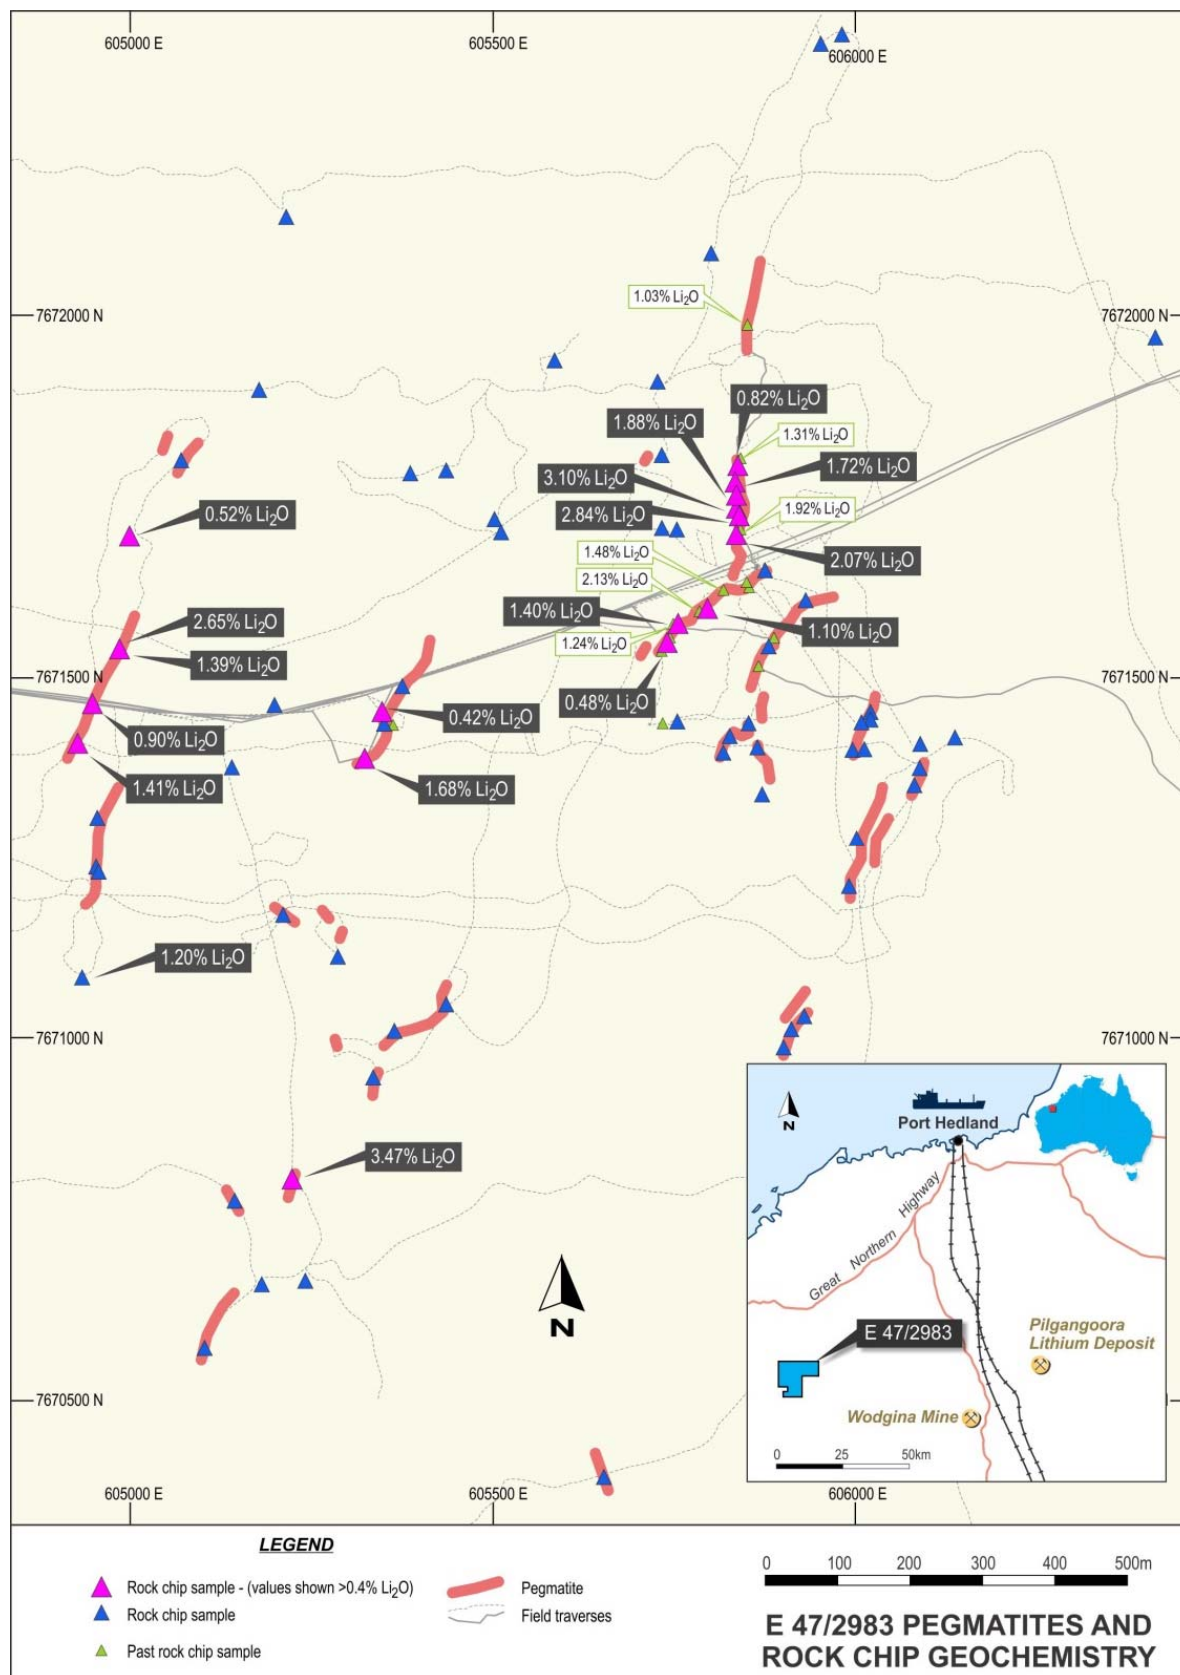 605000 E
605500 E
606000 E
1.03% Li₂O
7672000 N
7672000 N
0.82% Li₂O
1.88% Li₂O
1.31% Li₂O
1.72% Li₂O
3.10% Li₂O
1.92% Li₂O
2.84% Li₂O
0.52% Li₂O
1.48% Li₂O
2.07% Li₂O
2.13% Li₂O
1.40% Li₂O
2.65% Li₂O
1.10% Li₂O
1.24% Li₂O
1.39% Li₂O
7671500 N
7671500 N
0.48% Li₂O
0.42% Li₂O
0.90% Li₂O
1.41% Li₂O
1.68% Li₂O
1.20% Li₂O
7671000 N
7671000 N
3.47% Li₂O
N
7670500 N
605000 E
605500 E
606000 E
N
Port Hedland
Great Northern Highway
E 47/2983
Pilgangoora
Lithium Deposit
Wodgina Mine
0 25 50km
LEGEND
Rock chip sample - (values shown >0.4% Li₂O)
Rock chip sample
Past rock chip sample
Pegmatite
Field traverses
0 100 200 300 400 500m
E 47/2983 PEGMATITES AND
ROCK CHIP GEOCHEMISTRY